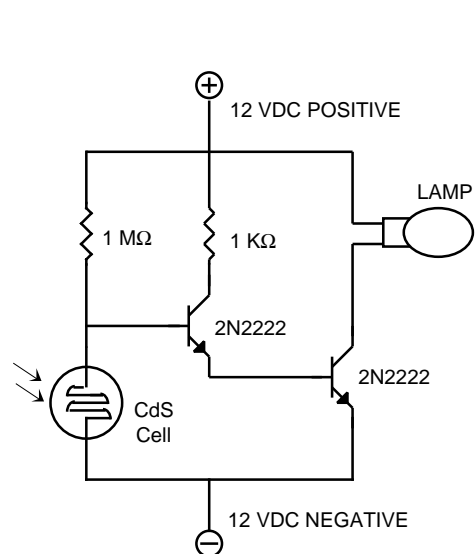 12 VDC POSITIVE
LAMP
1 MΩ
1 KΩ
2N2222
2N2222
CdS
Cell
12 VDC NEGATIVE